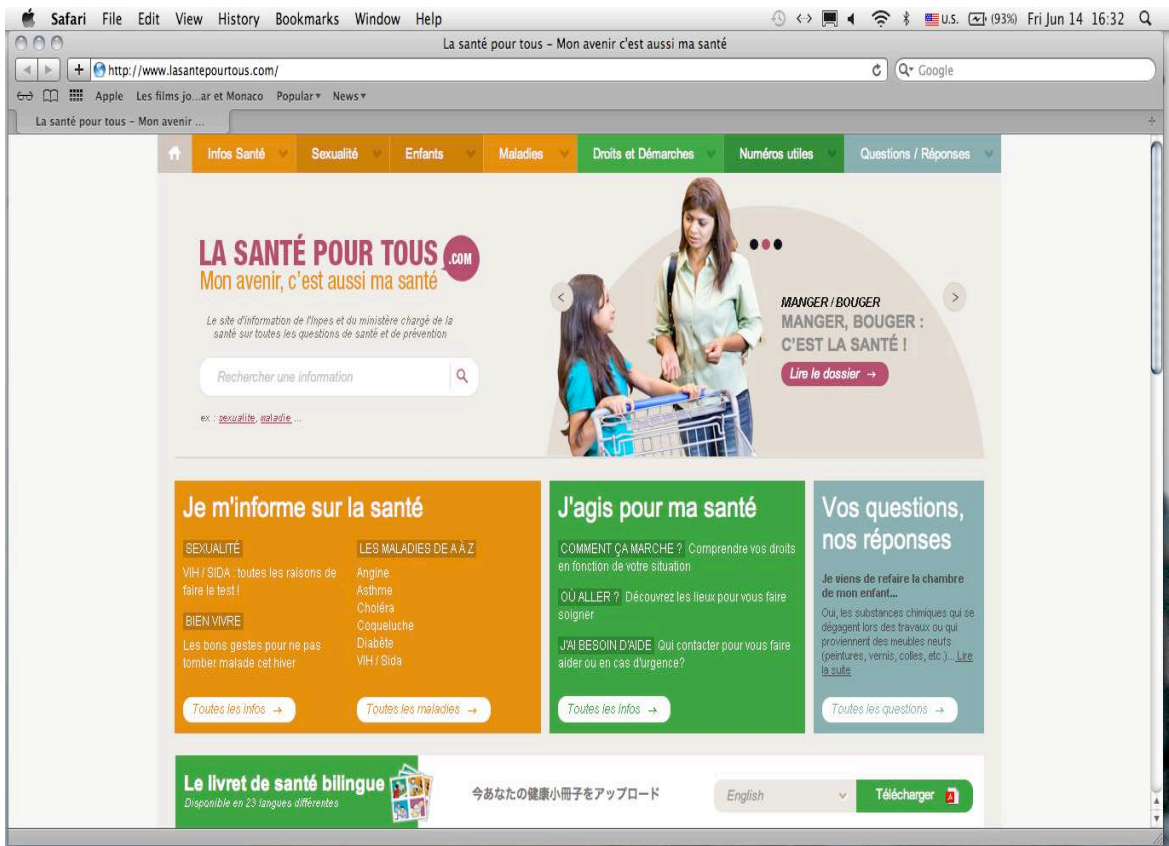 Safari File Edit View History Bookmarks Window Help U.S. (93%) Fri Jun 14 16:32
La santé pour tous – Mon avenir c'est aussi ma santé
http://www.lasantepourtous.com/ Google
Apple Les films jo...ar et Monaco Popular News
La santé pour tous – Mon avenir ...
Infos Santé Sexualité Enfants Maladies Droits et Démarches Numéros utiles Questions / Réponses
LA SANTÉ POUR TOUS .COM
Mon avenir, c'est aussi ma santé
Le site d'information de l'Inpes et du ministère chargé de la
santé sur toutes les questions de santé et de prévention
Rechercher une information
ex : sexualite, maladie ...
MANGER / BOUGER
MANGER, BOUGER :
C'EST LA SANTÉ !
Lire le dossier →
Je m'informe sur la santé
SEXUALITÉ
VIH / SIDA : toutes les raisons de
faire le test !
BIEN VIVRE
Les bons gestes pour ne pas
tomber malade cet hiver
Toutes les infos →
LES MALADIES DE A À Z
Angine
Asthme
Choléra
Coqueluche
Diabète
VIH / Sida
Toutes les maladies →
J'agis pour ma santé
COMMENT ÇA MARCHE ? Comprendre vos droits
en fonction de votre situation
OÙ ALLER ? Découvrez les lieux pour vous faire
soigner
J'AI BESOIN D'AIDE Qui contacter pour vous faire
aider ou en cas d'urgence?
Toutes les infos →
Vos questions,
nos réponses
Je viens de refaire la chambre
de mon enfant...
Oui, les substances chimiques qui se
dégagent lors des travaux ou qui
proviennent des meubles neufs
(peintures, vernis, colles, etc.)... Lire
la suite
Toutes les questions →
Le livret de santé bilingue
Disponible en 23 langues différentes
今あなたの健康小冊子をアップロード
English
Télécharger